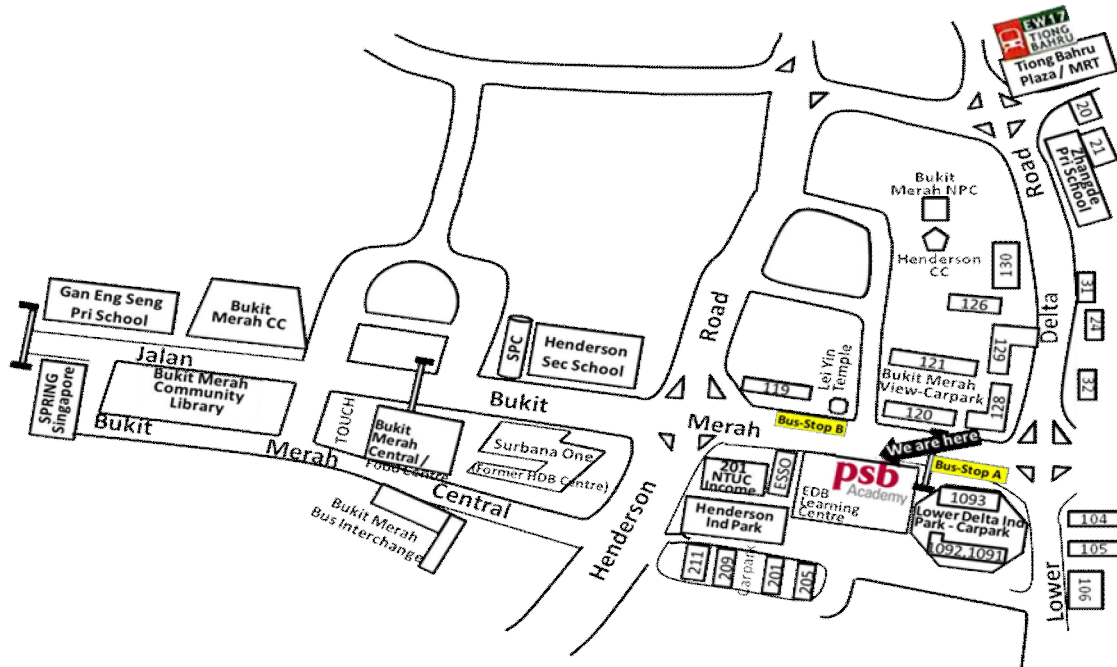 EW17
TIONG
BAHRU
Tiong Bahru
Plaza / MRT
20
21
Zhangde
Pri School
Road
Bukit
Merah NPC
Henderson
CC
130
126
31
24
32
Delta
129
121
Bukit Merah
View-Carpark
128
120
Gan Eng Seng
Pri School
Bukit
Merah CC
SPC
Henderson
Sec School
Road
119
Lei Yin
Temple
Bus-Stop B
Jalan
Bukit
Merah
SPRING
Singapore
Bukit Merah
Community
Library
TOUCH
Bukit
Merah
Central /
Food Centre
Surbana One
(Former HDB Centre)
Bukit
Merah
Central
Bukit Merah
Bus Interchange
Henderson
We are here
Bus-Stop A
201
NTUC
Income
ESSO
psb
Academy
EDB
Learning
Centre
Henderson
Ind Park
211
209
Carpark
201
205
1093
Lower Delta Ind
Park - Carpark
1092,1091
104
105
106
Lower